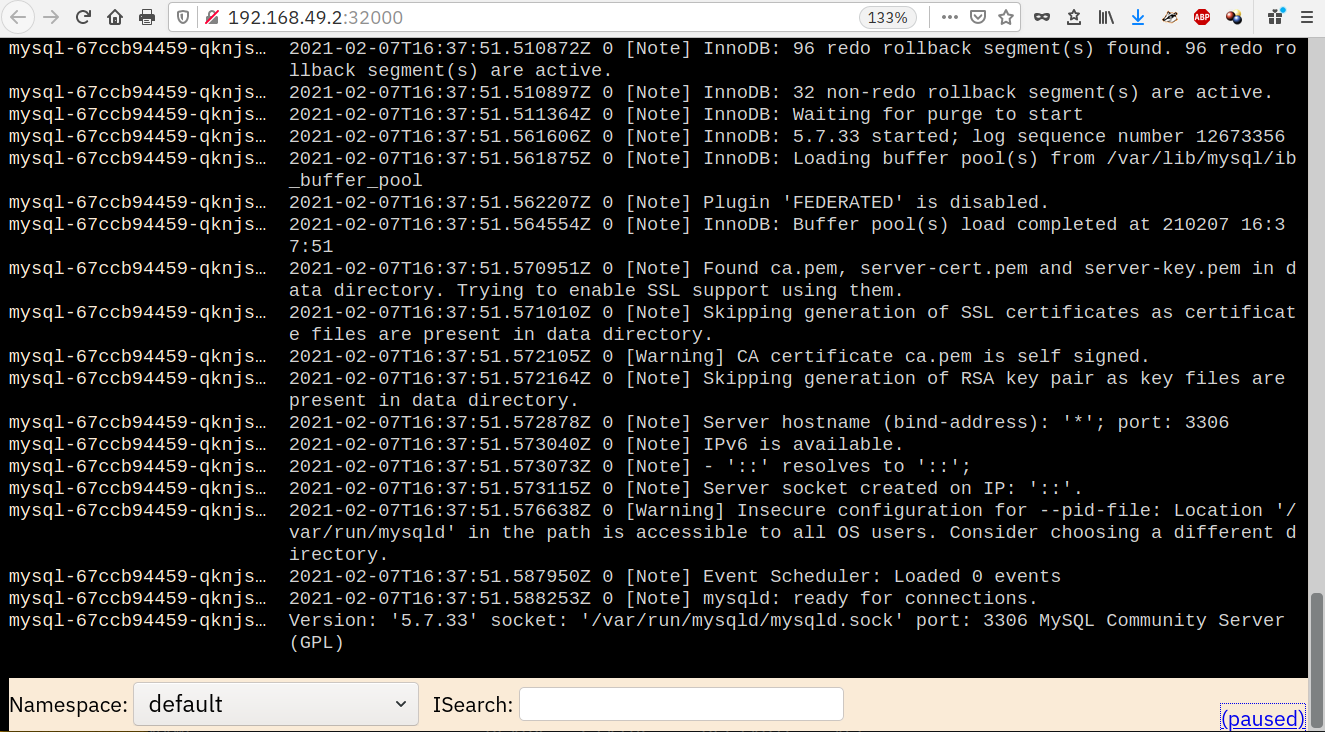 192.168.49.2:32000 133% ABP
mysql-67ccb94459-qknjs… 2021-02-07T16:37:51.510872Z 0 [Note] InnoDB: 96 redo rollback segment(s) found. 96 redo ro
llback segment(s) are active.
mysql-67ccb94459-qknjs… 2021-02-07T16:37:51.510897Z 0 [Note] InnoDB: 32 non-redo rollback segment(s) are active.
mysql-67ccb94459-qknjs… 2021-02-07T16:37:51.511364Z 0 [Note] InnoDB: Waiting for purge to start
mysql-67ccb94459-qknjs… 2021-02-07T16:37:51.561606Z 0 [Note] InnoDB: 5.7.33 started; log sequence number 12673356
mysql-67ccb94459-qknjs… 2021-02-07T16:37:51.561875Z 0 [Note] InnoDB: Loading buffer pool(s) from /var/lib/mysql/ib
_buffer_pool
mysql-67ccb94459-qknjs… 2021-02-07T16:37:51.562207Z 0 [Note] Plugin 'FEDERATED' is disabled.
mysql-67ccb94459-qknjs… 2021-02-07T16:37:51.564554Z 0 [Note] InnoDB: Buffer pool(s) load completed at 210207 16:3
7:51
mysql-67ccb94459-qknjs… 2021-02-07T16:37:51.570951Z 0 [Note] Found ca.pem, server-cert.pem and server-key.pem in d
ata directory. Trying to enable SSL support using them.
mysql-67ccb94459-qknjs… 2021-02-07T16:37:51.571010Z 0 [Note] Skipping generation of SSL certificates as certificat
e files are present in data directory.
mysql-67ccb94459-qknjs… 2021-02-07T16:37:51.572105Z 0 [Warning] CA certificate ca.pem is self signed.
mysql-67ccb94459-qknjs… 2021-02-07T16:37:51.572164Z 0 [Note] Skipping generation of RSA key pair as key files are
present in data directory.
mysql-67ccb94459-qknjs… 2021-02-07T16:37:51.572878Z 0 [Note] Server hostname (bind-address): '*'; port: 3306
mysql-67ccb94459-qknjs… 2021-02-07T16:37:51.573040Z 0 [Note] IPv6 is available.
mysql-67ccb94459-qknjs… 2021-02-07T16:37:51.573073Z 0 [Note] - '::' resolves to '::';
mysql-67ccb94459-qknjs… 2021-02-07T16:37:51.573115Z 0 [Note] Server socket created on IP: '::'.
mysql-67ccb94459-qknjs… 2021-02-07T16:37:51.576638Z 0 [Warning] Insecure configuration for --pid-file: Location '/
var/run/mysqld' in the path is accessible to all OS users. Consider choosing a different d
irectory.
mysql-67ccb94459-qknjs… 2021-02-07T16:37:51.587950Z 0 [Note] Event Scheduler: Loaded 0 events
mysql-67ccb94459-qknjs… 2021-02-07T16:37:51.588253Z 0 [Note] mysqld: ready for connections.
mysql-67ccb94459-qknjs… Version: '5.7.33' socket: '/var/run/mysqld/mysqld.sock' port: 3306 MySQL Community Server
(GPL)
Namespace: default ISearch:
(paused)